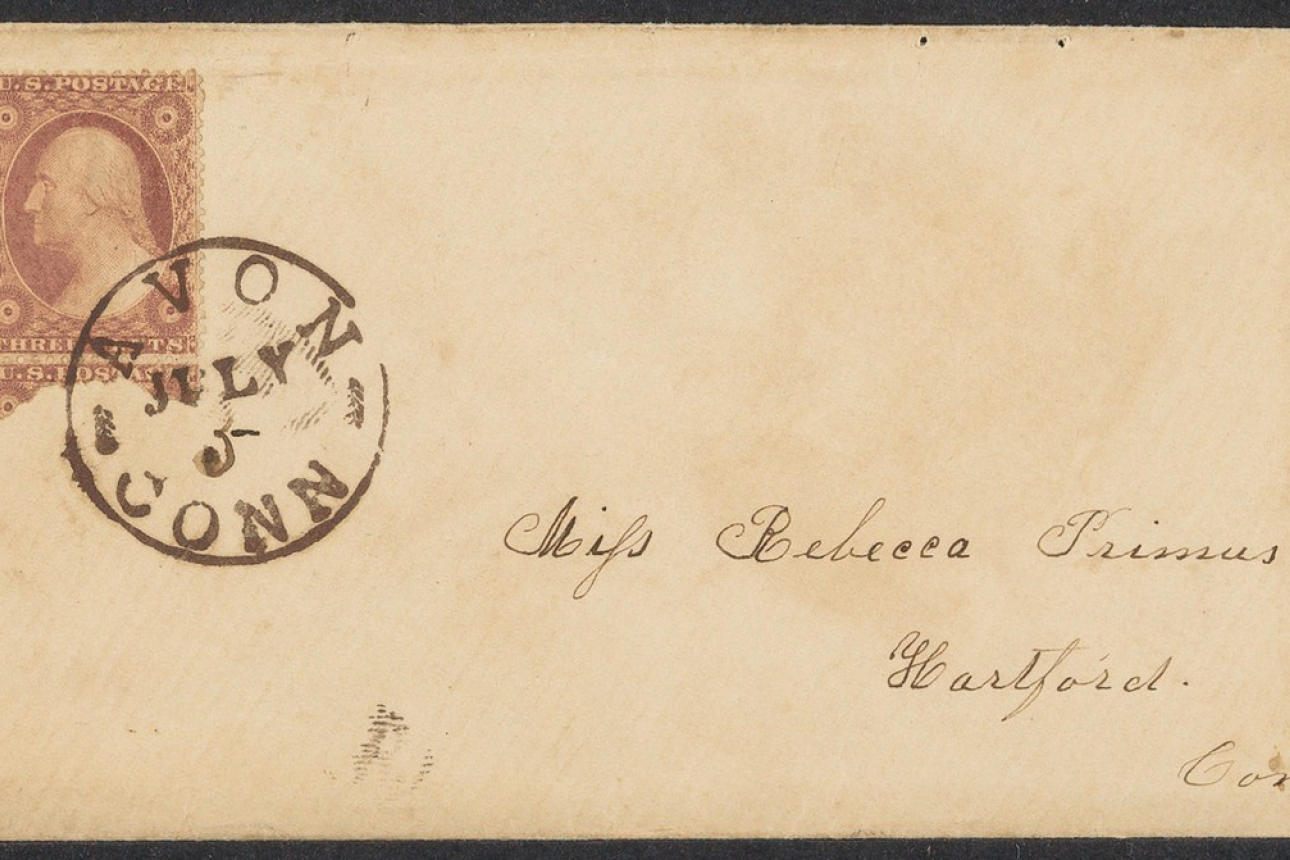 U.S.POSTAGE
THREE CENTS
U.S.POSTAGE
AVON
JULY
5
CONN
Miſs Rebecca Primus
Hartford.
Con